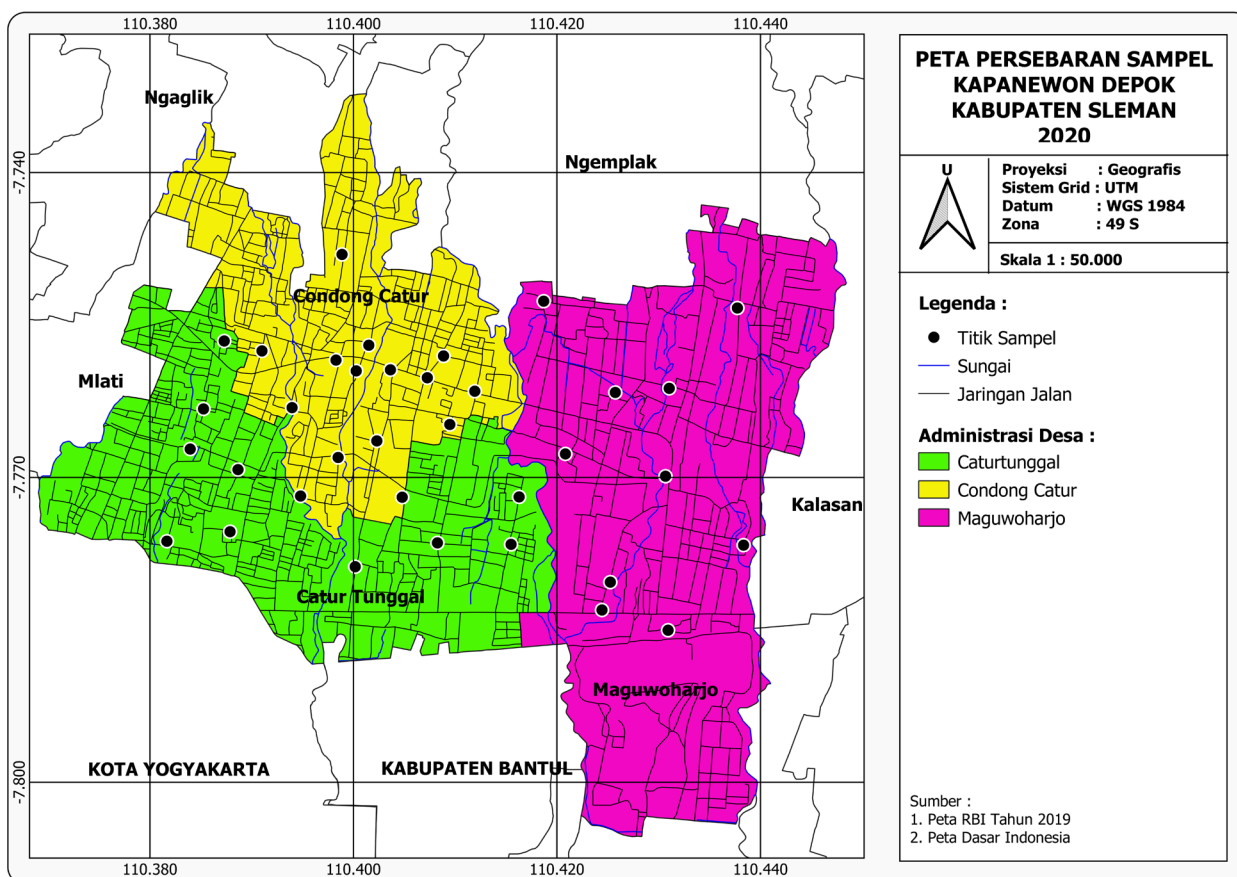 110.380
110.400
110.420
110.440
Ngaglik
Ngemplak
-7.740
Condong Catur
Mlati
-7.770
Kalasan
Catur Tunggal
Maguwoharjo
KOTA YOGYAKARTA
KABUPATEN BANTUL
-7.800
110.380
110.400
110.420
110.440
PETA PERSEBARAN SAMPEL
KAPANEWON DEPOK
KABUPATEN SLEMAN
2020
U
Proyeksi : Geografis
Sistem Grid : UTM
Datum : WGS 1984
Zona : 49 S
Skala 1 : 50.000
Legenda :
Titik Sampel
Sungai
Jaringan Jalan
Administrasi Desa :
Caturtunggal
Condong Catur
Maguwoharjo
Sumber :
1. Peta RBI Tahun 2019
2. Peta Dasar Indonesia